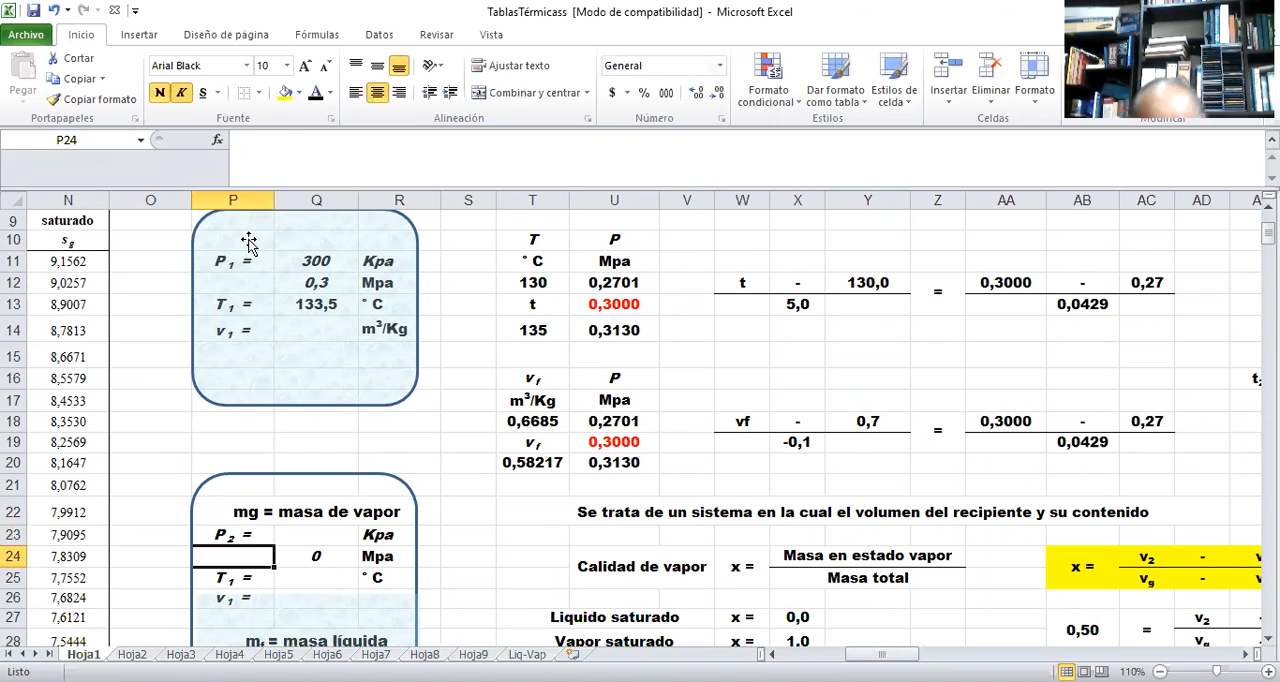 TablasTérmicass [Modo de compatibilidad] - Microsoft Excel
Archivo Inicio Insertar Diseño de página Fórmulas Datos Revisar Vista
Pegar
Cortar
Copiar
Copiar formato
Portapapeles
Arial Black 10
N K S
Fuente
Ajustar texto
Combinar y centrar
Alineación
General
$ % 000
Número
Formato condicional
Dar formato como tabla
Estilos de celda
Estilos
Insertar Eliminar Formato
Celdas
Modificar
P24 fx
N O P Q R S T U V W X Y Z AA AB AC AD
9 saturado
10 s g T P
11 9,1562 P 1 = 300 Kpa ° C Mpa
12 9,0257 0,3 Mpa 130 0,2701 t - 130,0 = 0,3000 - 0,27
13 8,9007 T 1 = 133,5 ° C t 0,3000 5,0 0,0429
14 8,7813 v 1 = m³/Kg 135 0,3130
15 8,6671
16 8,5579 v f P t
17 8,4533 m³/Kg Mpa
18 8,3530 0,6685 0,2701 vf - 0,7 = 0,3000 - 0,27
19 8,2569 v f 0,3000 -0,1 0,0429
20 8,1647 0,58217 0,3130
21 8,0762
22 7,9912 mg = masa de vapor Se trata de un sistema en la cual el volumen del recipiente y su contenido
23 7,9095 P 2 = Kpa
24 7,8309 0 Mpa Calidad de vapor x = Masa en estado vapor x = v2 -
25 7,7552 T 1 = ° C Masa total vg -
26 7,6824 v 1 =
27 7,6121 Liquido saturado x = 0,0 0,50 = v2
28 7,5444 mf = masa líquida Vapor saturado x = 1,0
Hoja1 Hoja2 Hoja3 Hoja4 Hoja5 Hoja6 Hoja7 Hoja8 Hoja9 Liq-Vap
Listo 110%